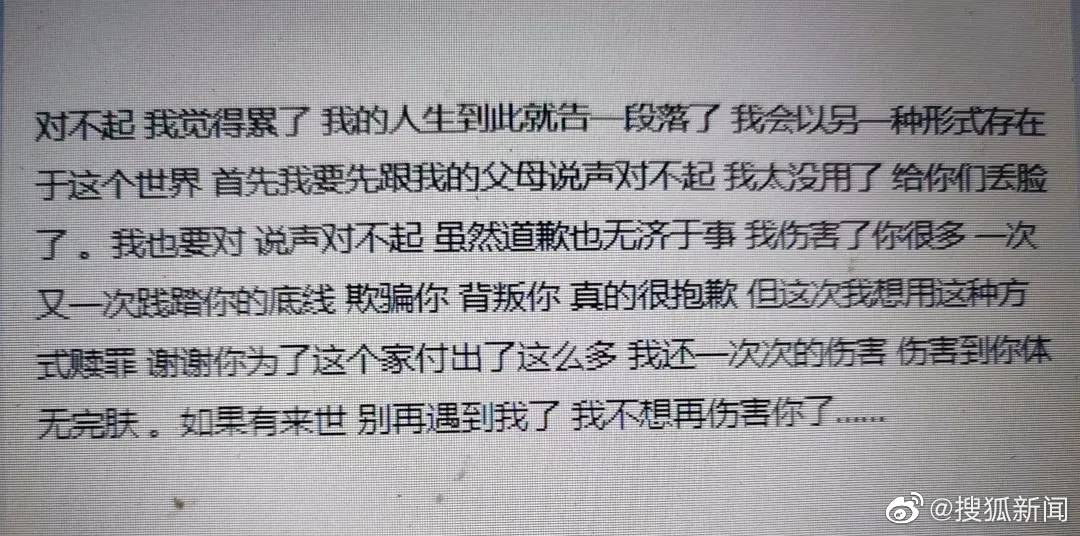 对不起 我觉得累了 我的人生到此就告一段落了 我会以另一种形式存在
于这个世界 首先我要先跟我的父母说声对不起 我太没用了 给你们丢脸
了 。我也要对 说声对不起 虽然道歉也无济于事 我伤害了你很多 一次
又一次践踏你的底线 欺骗你 背叛你 真的很抱歉 但这次我想用这种方
式赎罪 谢谢你为了这个家付出了这么多 我还一次次的伤害 伤害到你体
无完肤 。如果有来世 别再遇到我了 我不想再伤害你了......
@搜狐新闻